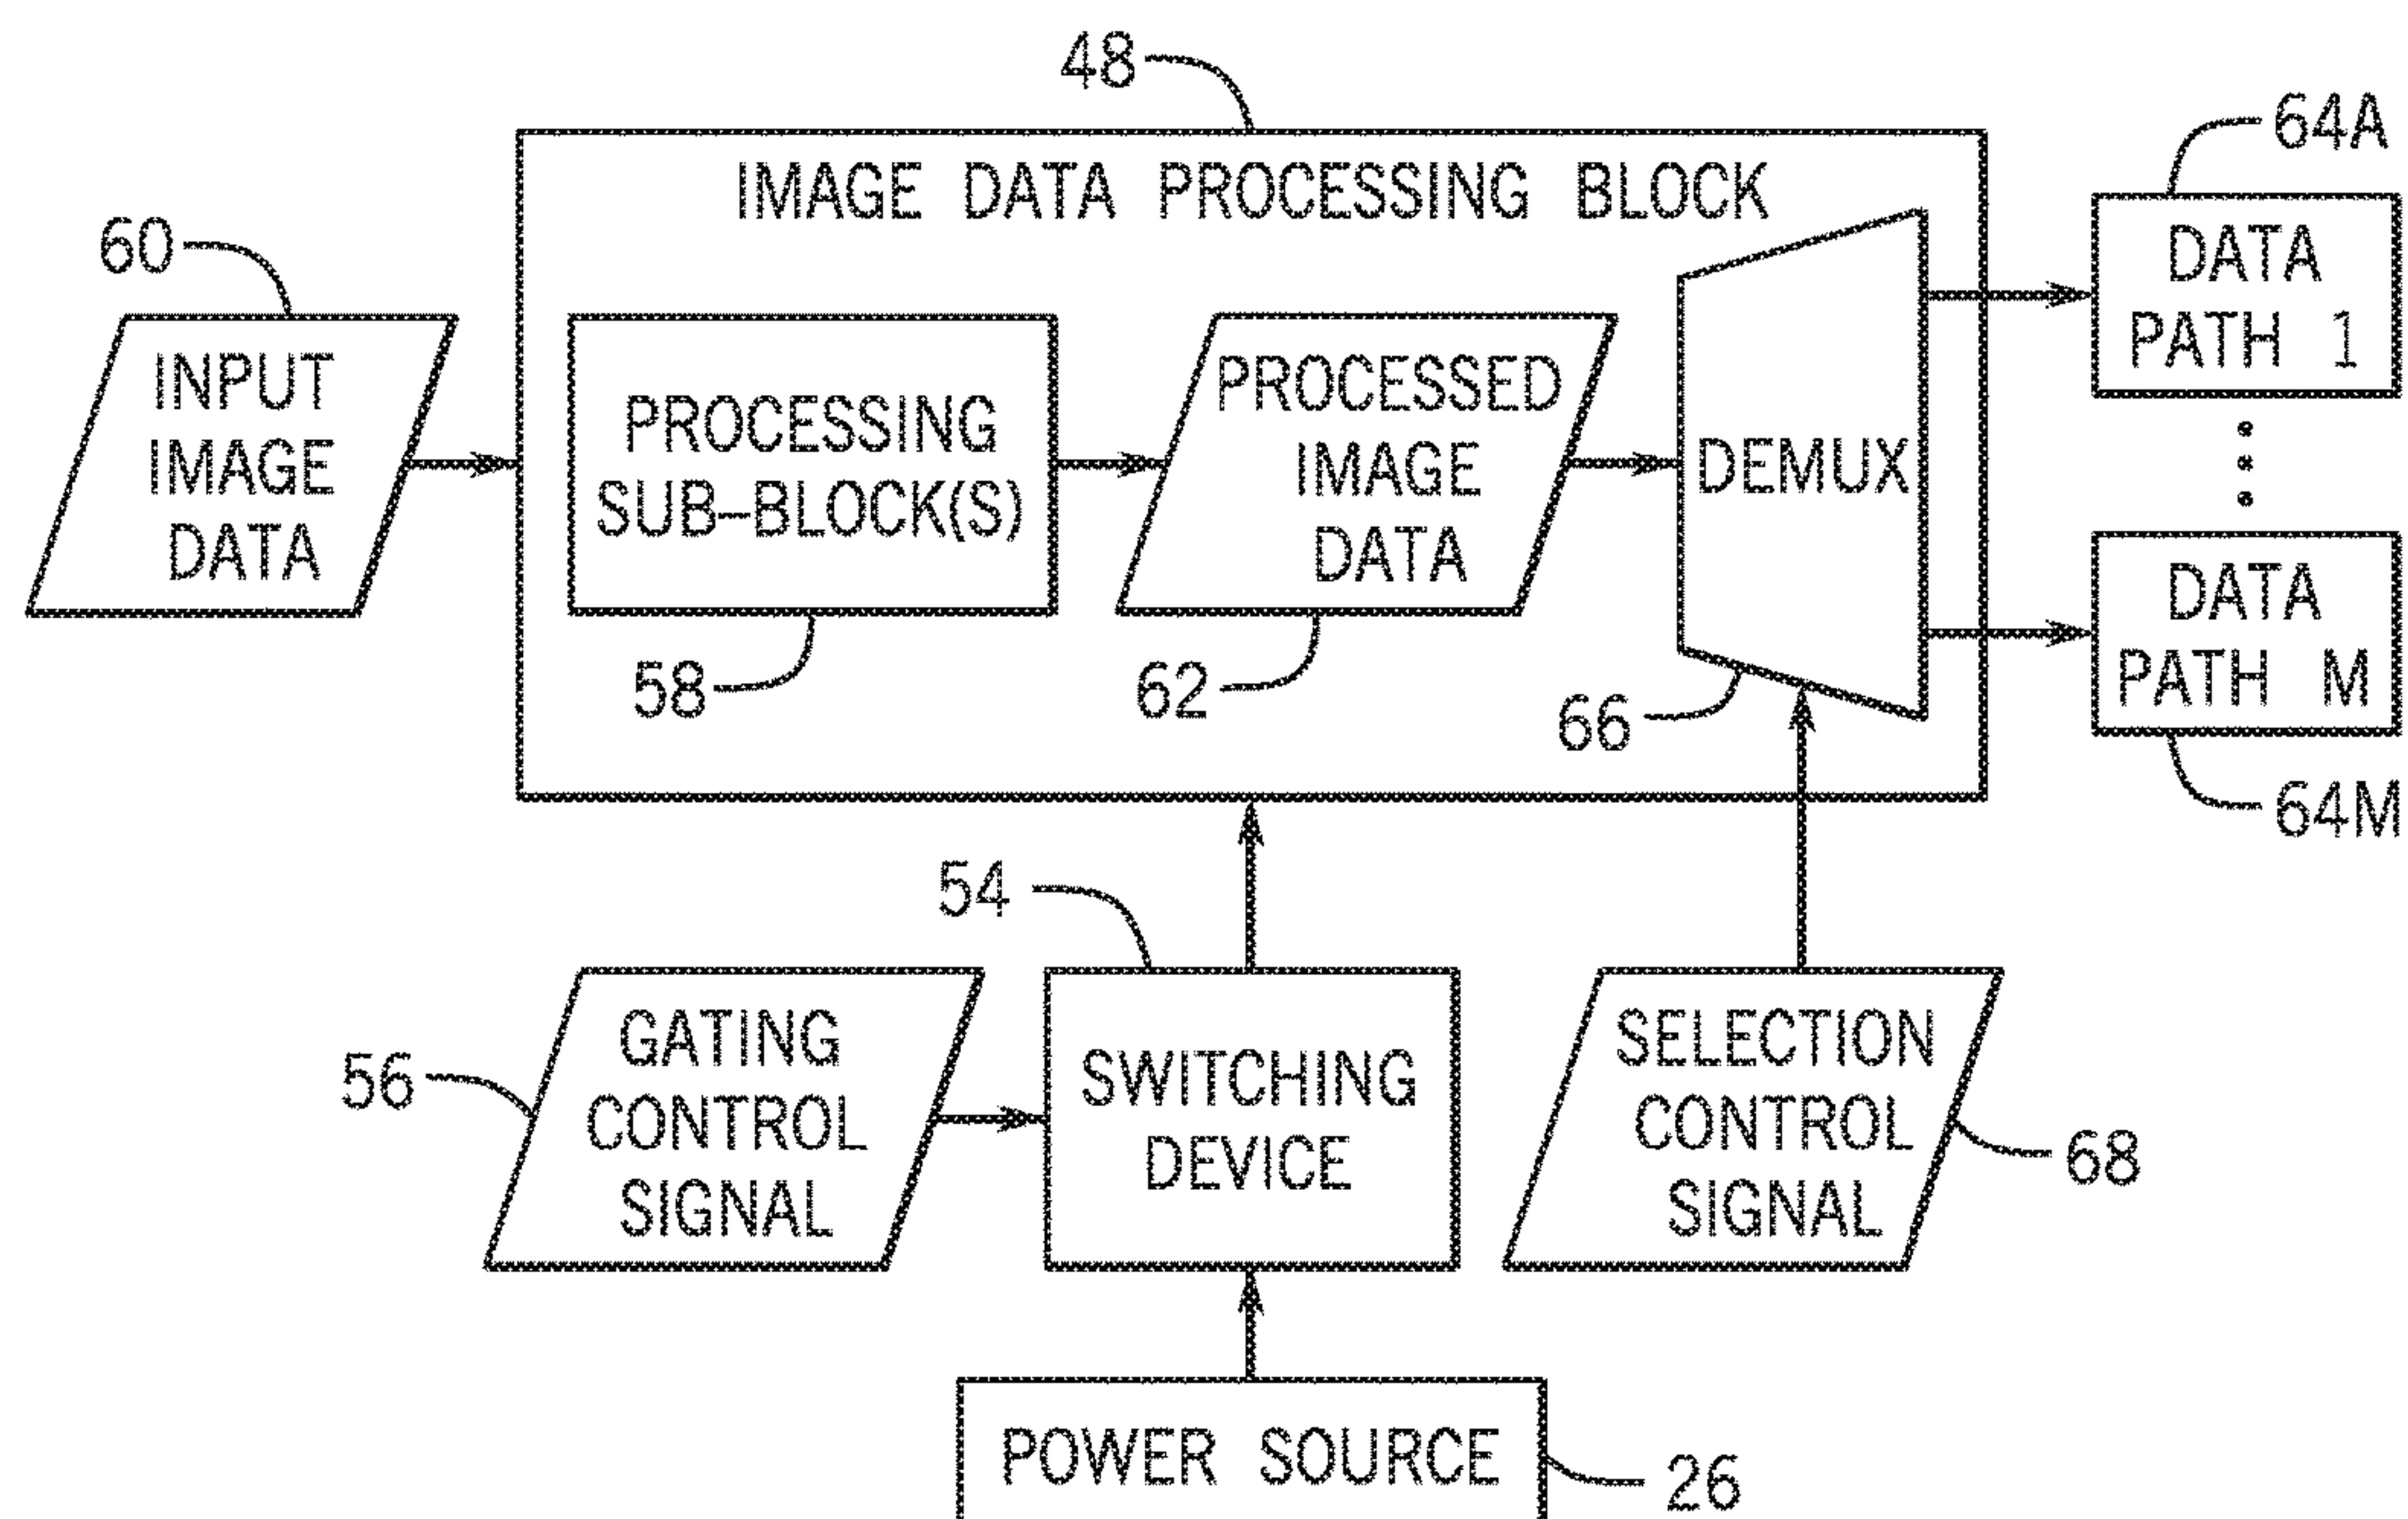 48
64A
IMAGE DATA PROCESSING BLOCK
60
DATA
PATH 1
INPUT
IMAGE
DATA
PROCESSING
SUB-BLOCK(S)
PROCESSED
IMAGE
DATA
DEMUX
DATA
PATH M
58
62
66
64M
54
56
GATING
CONTROL
SIGNAL
SWITCHING
DEVICE
SELECTION
CONTROL
SIGNAL
68
POWER SOURCE
26